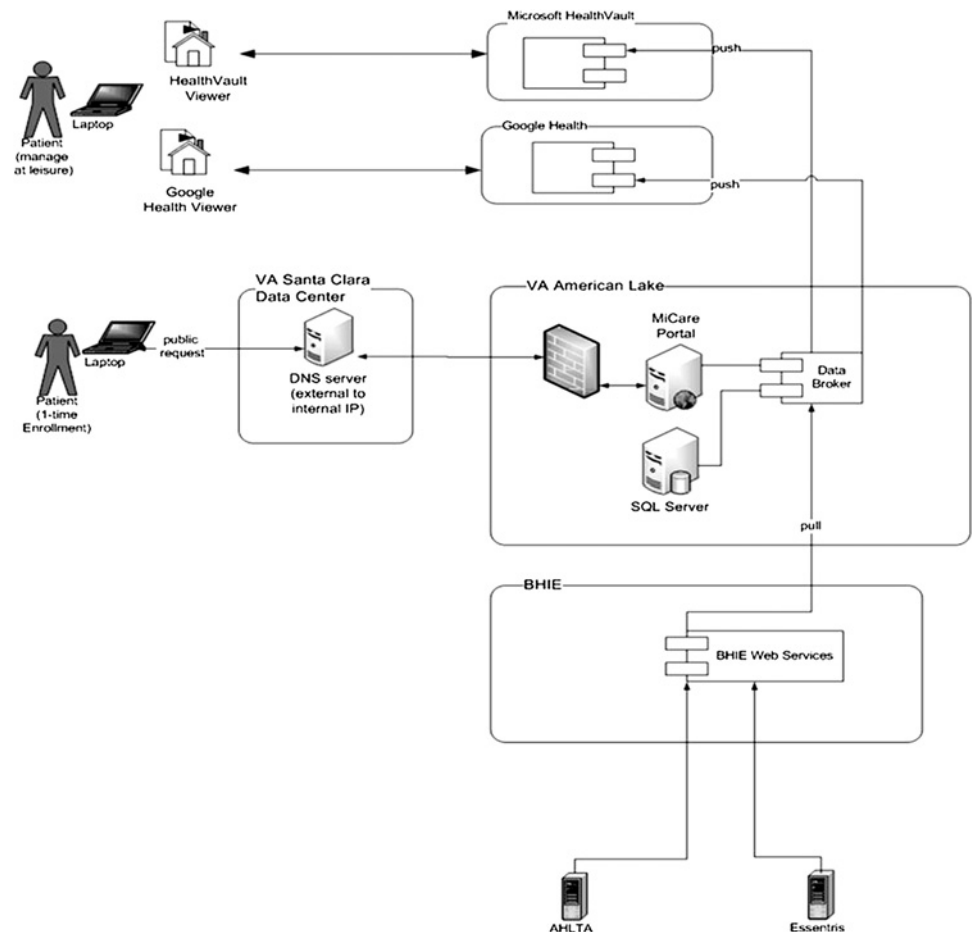 Microsoft HealthVault
push
HealthVault
Viewer
Laptop
Patient
(manage
at leisure)
Google Health
push
Google
Health Viewer
VA Santa Clara
Data Center
VA American Lake
MiCare
Portal
public
request
Laptop
DNS server
(external to
internal IP)
Data
Broker
Patient
(1-time
Enrollment)
SQL Server
pull
BHIE
BHIE Web Services
AHLTA
Essentris